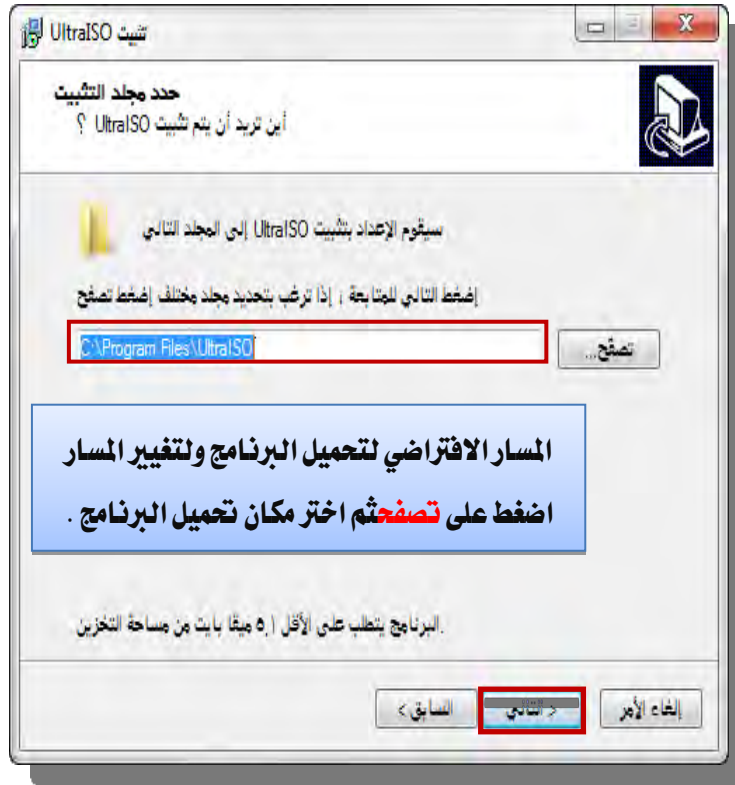 تثبيت UltraISO
X
حدد مجلد التثبيت
أين تريد أن يتم تثبيت UltraISO ؟
سيقوم الإعداد بتثبيت UltraISO إلى المجلد التالي
إضغط التالي للمتابعة ، إذا ترغب بتحديد مجلد مختلف إضغط تصفح
C:\Program Files\UltraISO
تصفّح...
المسار الافتراضي لتحميل البرنامج ولتغيير المسار
اضغط على تصفحثم اختر مكان تحميل البرنامج .
.البرنامج يتطلب على الأقل ٥,١ ميقا بايت من مساحة التخزين
إلغاء الأمر
< التالي
السابق >